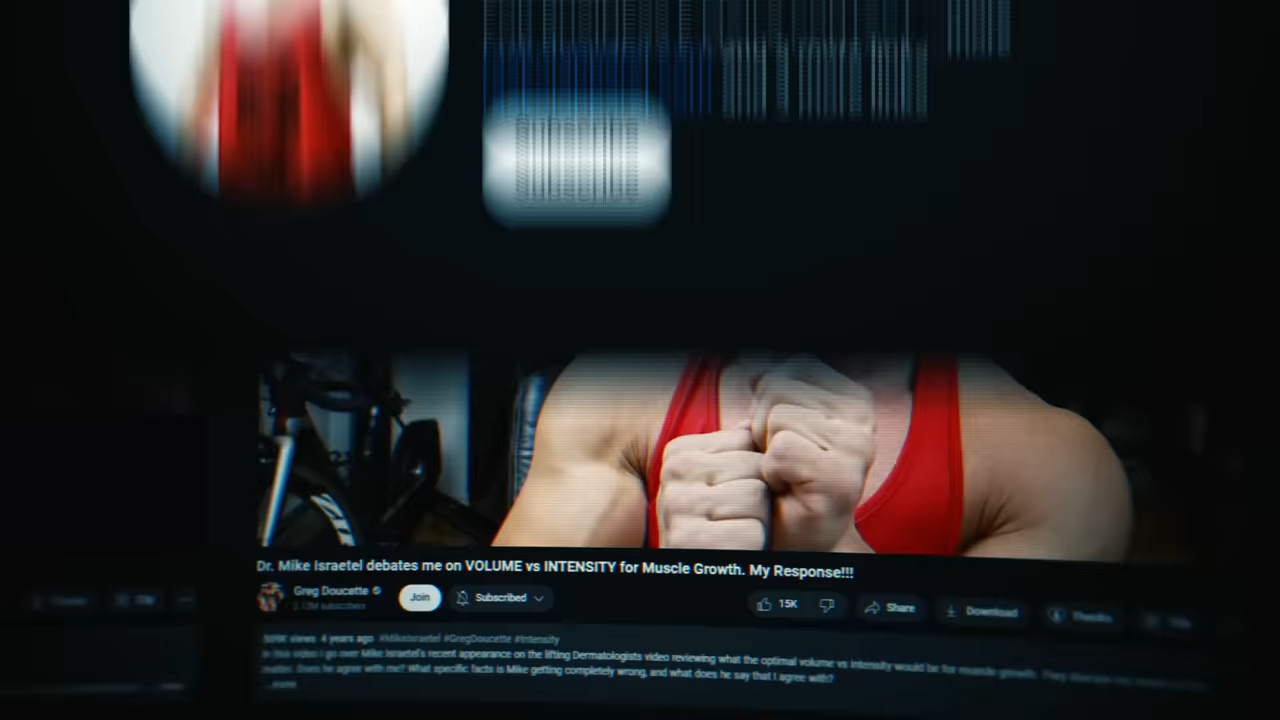 Dr. Mike Israetel debates me on VOLUME vs INTENSITY for Muscle Growth. My Response!!!
Greg Doucette
Join
Subscribed
15K
Share
Download
Thanks
views 4 years ago #MikeIsraetel #GregDoucette #Intensity
In this video I go over Mike Israetel's recent appearance on the lifting Dermatologists video reviewing what the optimal volume vs intensity would be for muscle growth. They
matter. Does he agree with me? What specific facts is Mike getting completely wrong, and what does he say that I agree with?
...more